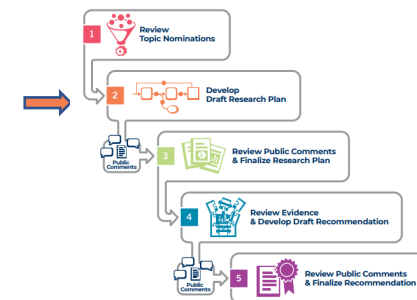 1
Review
Topic Nominations
2
Develop
Draft Research Plan
Public
Comments
3
Review Public Comments
& Finalize Research Plan
4
Review Evidence
& Develop Draft Recommendation
Public
Comments
5
Review Public Comments
& Finalize Recommendation